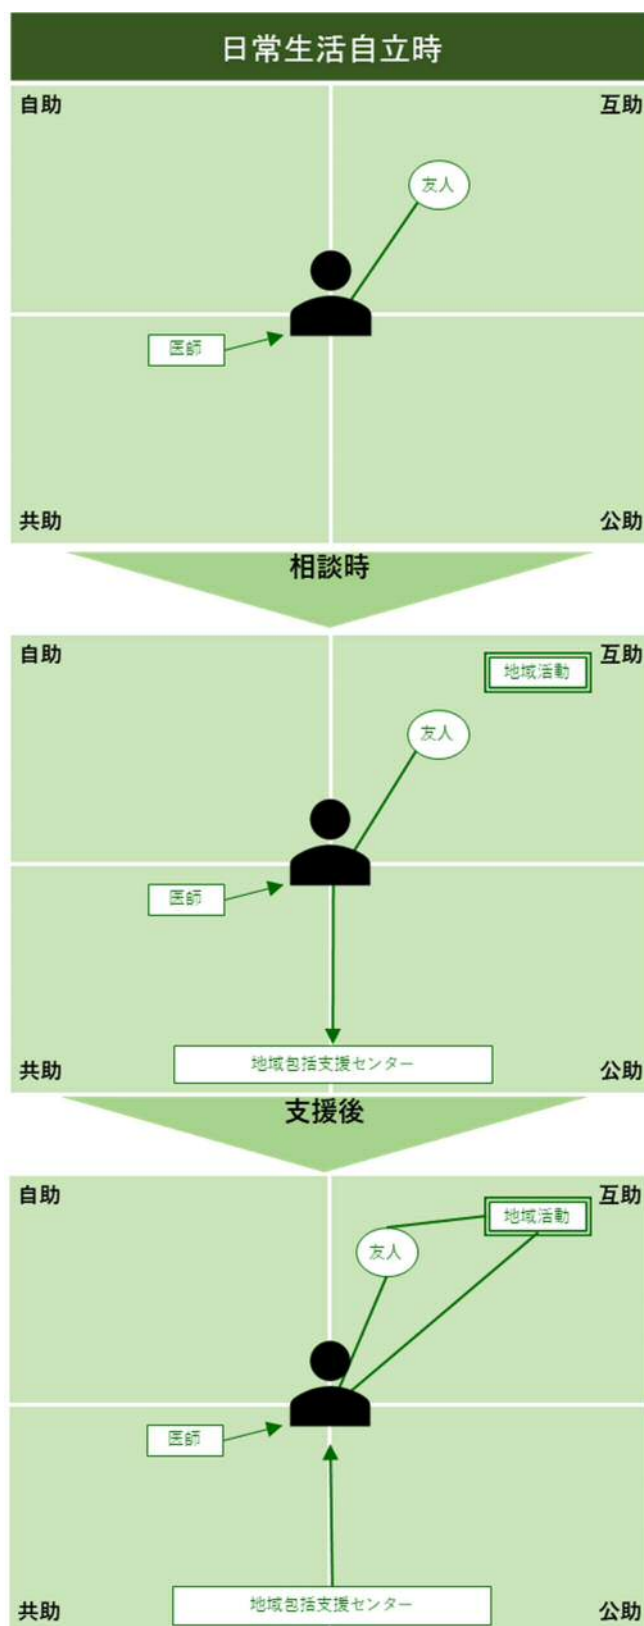 日常生活自立時
自助
互助
友人
医師
共助
公助
相談時
自助
互助
地域活動
友人
医師
地域包括支援センター
共助
公助
支援後
自助
互助
地域活動
友人
医師
地域包括支援センター
共助
公助